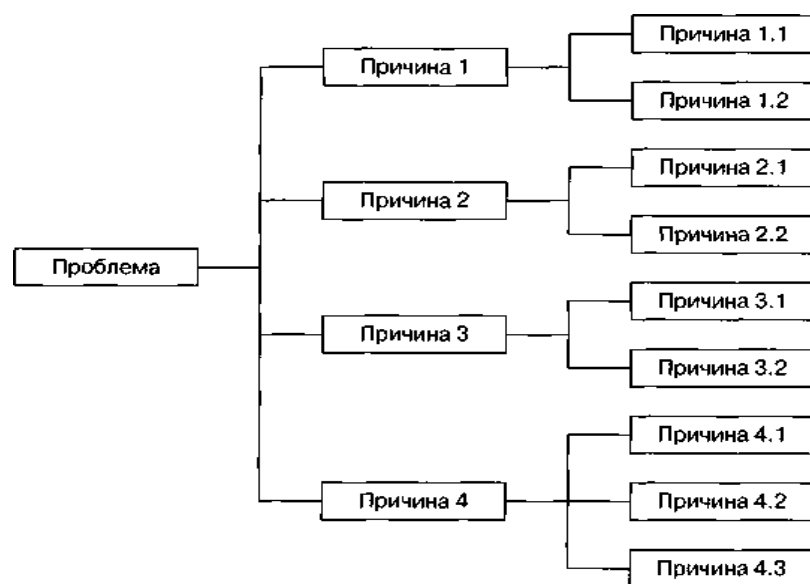 Проблема
Причина 1
Причина 1.1
Причина 1.2
Причина 2
Причина 2.1
Причина 2.2
Причина 3
Причина 3.1
Причина 3.2
Причина 4
Причина 4.1
Причина 4.2
Причина 4.3